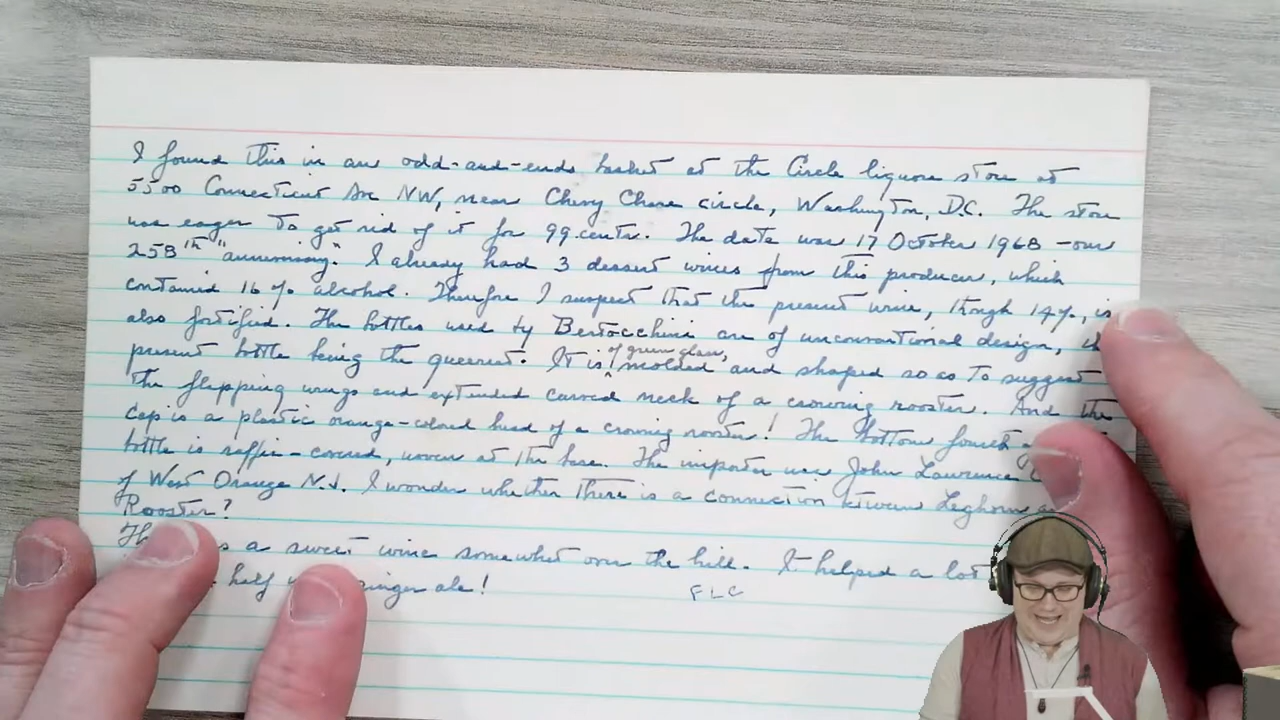 I found this in an odd-and-ends basket at the Circle liquore store at
5500 Connecticut Ave NW, near Chevy Chase circle, Washington, D.C. The store
was eager to get rid of it for 99 cents. The date was 17 October 1968 - our
258th "anniversary." I already had 3 dessert wines from this producer, which
contained 16% alcohol. Therefore I suspect that the present wine, though 14%, is
also fortified. The bottles used by Bertocchini are of unconventional design,
present bottle being the queerest. It is of green glass, molded and shaped so as to suggest
the flapping wings and extended curved neck of a crowing rooster. And the
cap is a plastic orange-colored head of a crowing rooster! The bottom fourth
bottle is raffia-covered, woven at the base. The importer was John Lawrence
of West Orange N.J. I wonder whether there is a connection between Leghorn
Rooster?
is a sweet wine somewhat over the hill. It helped a lot
half ginger ale! FLC